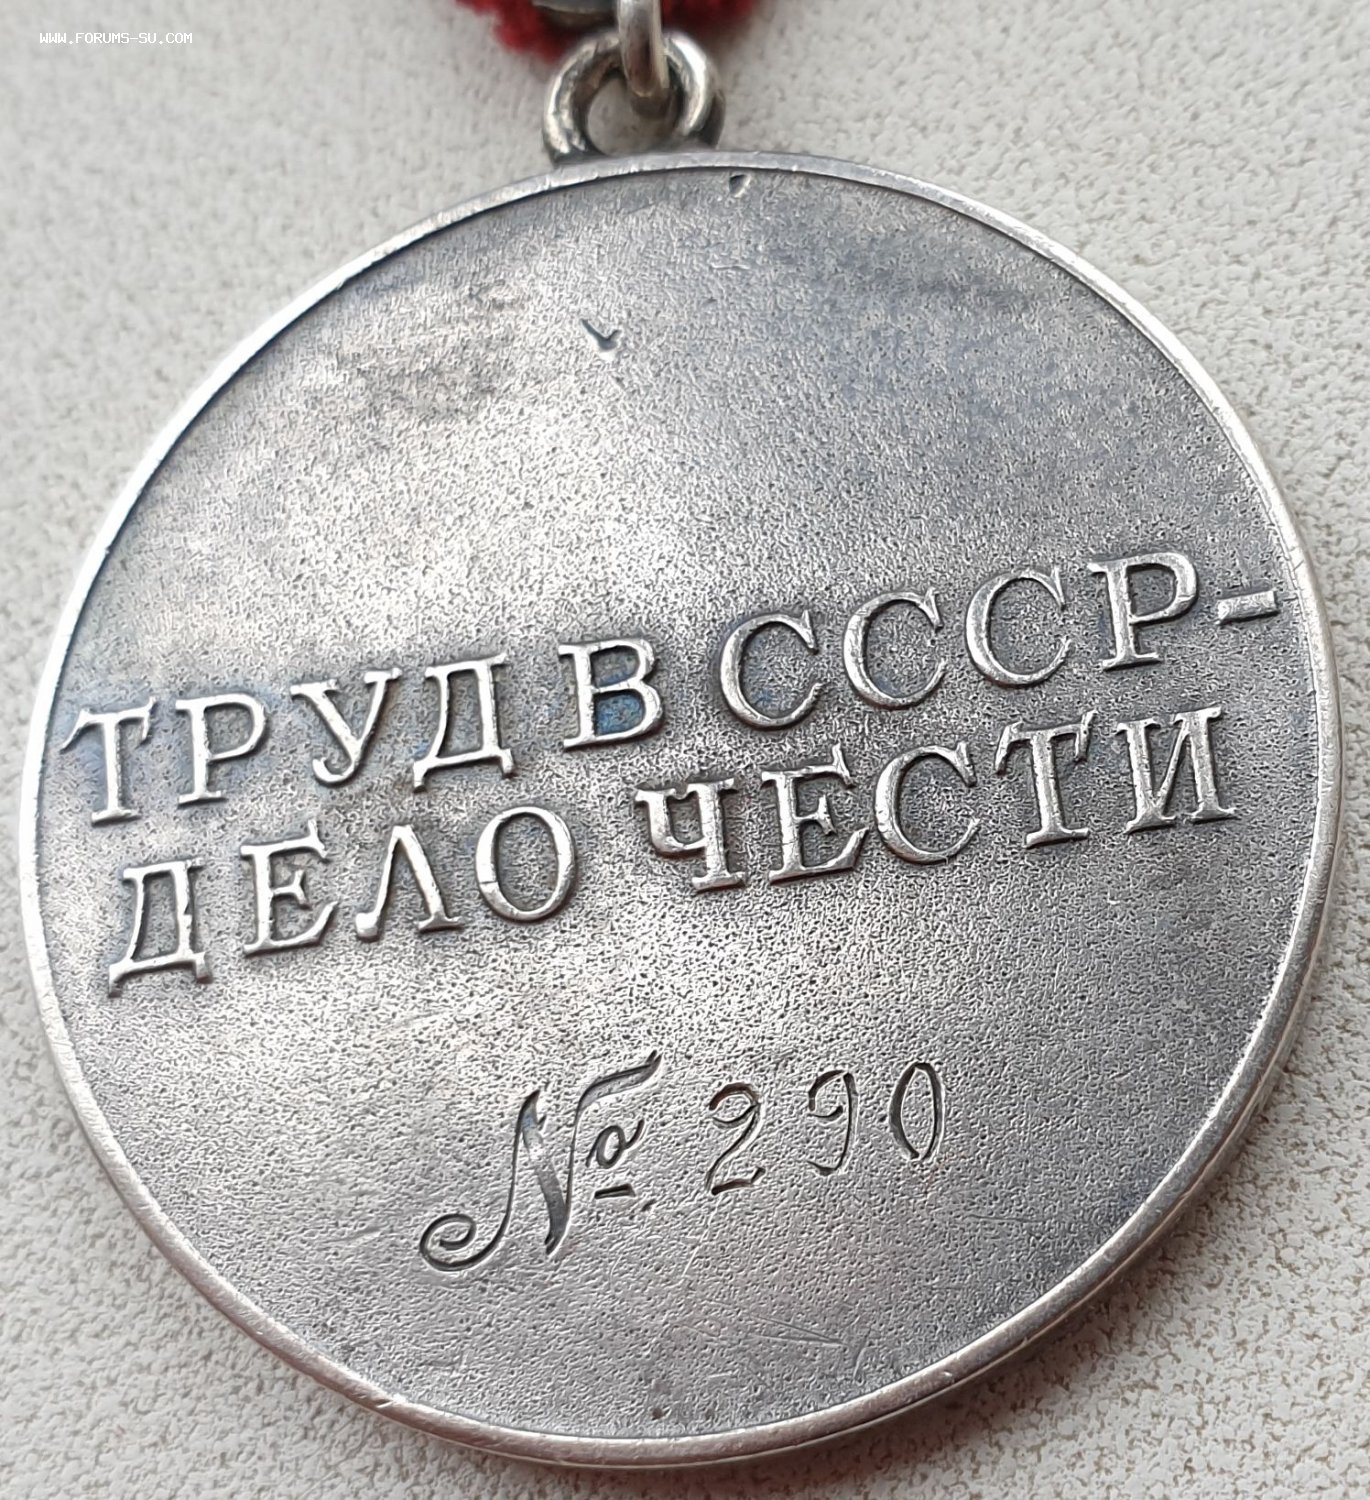 WWW.FORUMS-SU.COM
ТРУД В СССР-
ДЕЛО ЧЕСТИ
№ 290